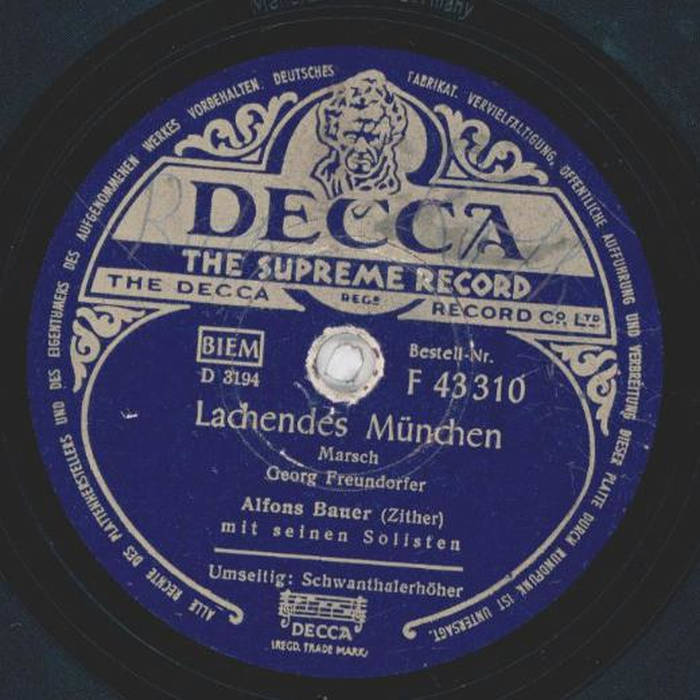 Germany
ALLE RECHTE DES PLATTENHERSTELLERS UND DES EIGENTÜMERS DES AUFGENOMMENEN WERKES VORBEHALTEN. DEUTSCHES FABRIKAT. VERVIELFÄLTIGUNG, ÖFFENTLICHE AUFFÜHRUNG UND VERBREITUNG DIESER PLATTE DURCH RUNDFUNK IST UNTERSAGT.
DECCA
THE SUPREME RECORD
THE DECCA REGD RECORD CO. LTD.
BIEM
D 3194
Bestell-Nr.
F 43310
Lachendes München
Marsch
Georg Freundorfer
Alfons Bauer (Zither)
mit seinen Solisten
Umseitig: Schwanthalerhöher
DECCA
(REGD. TRADE MARK)